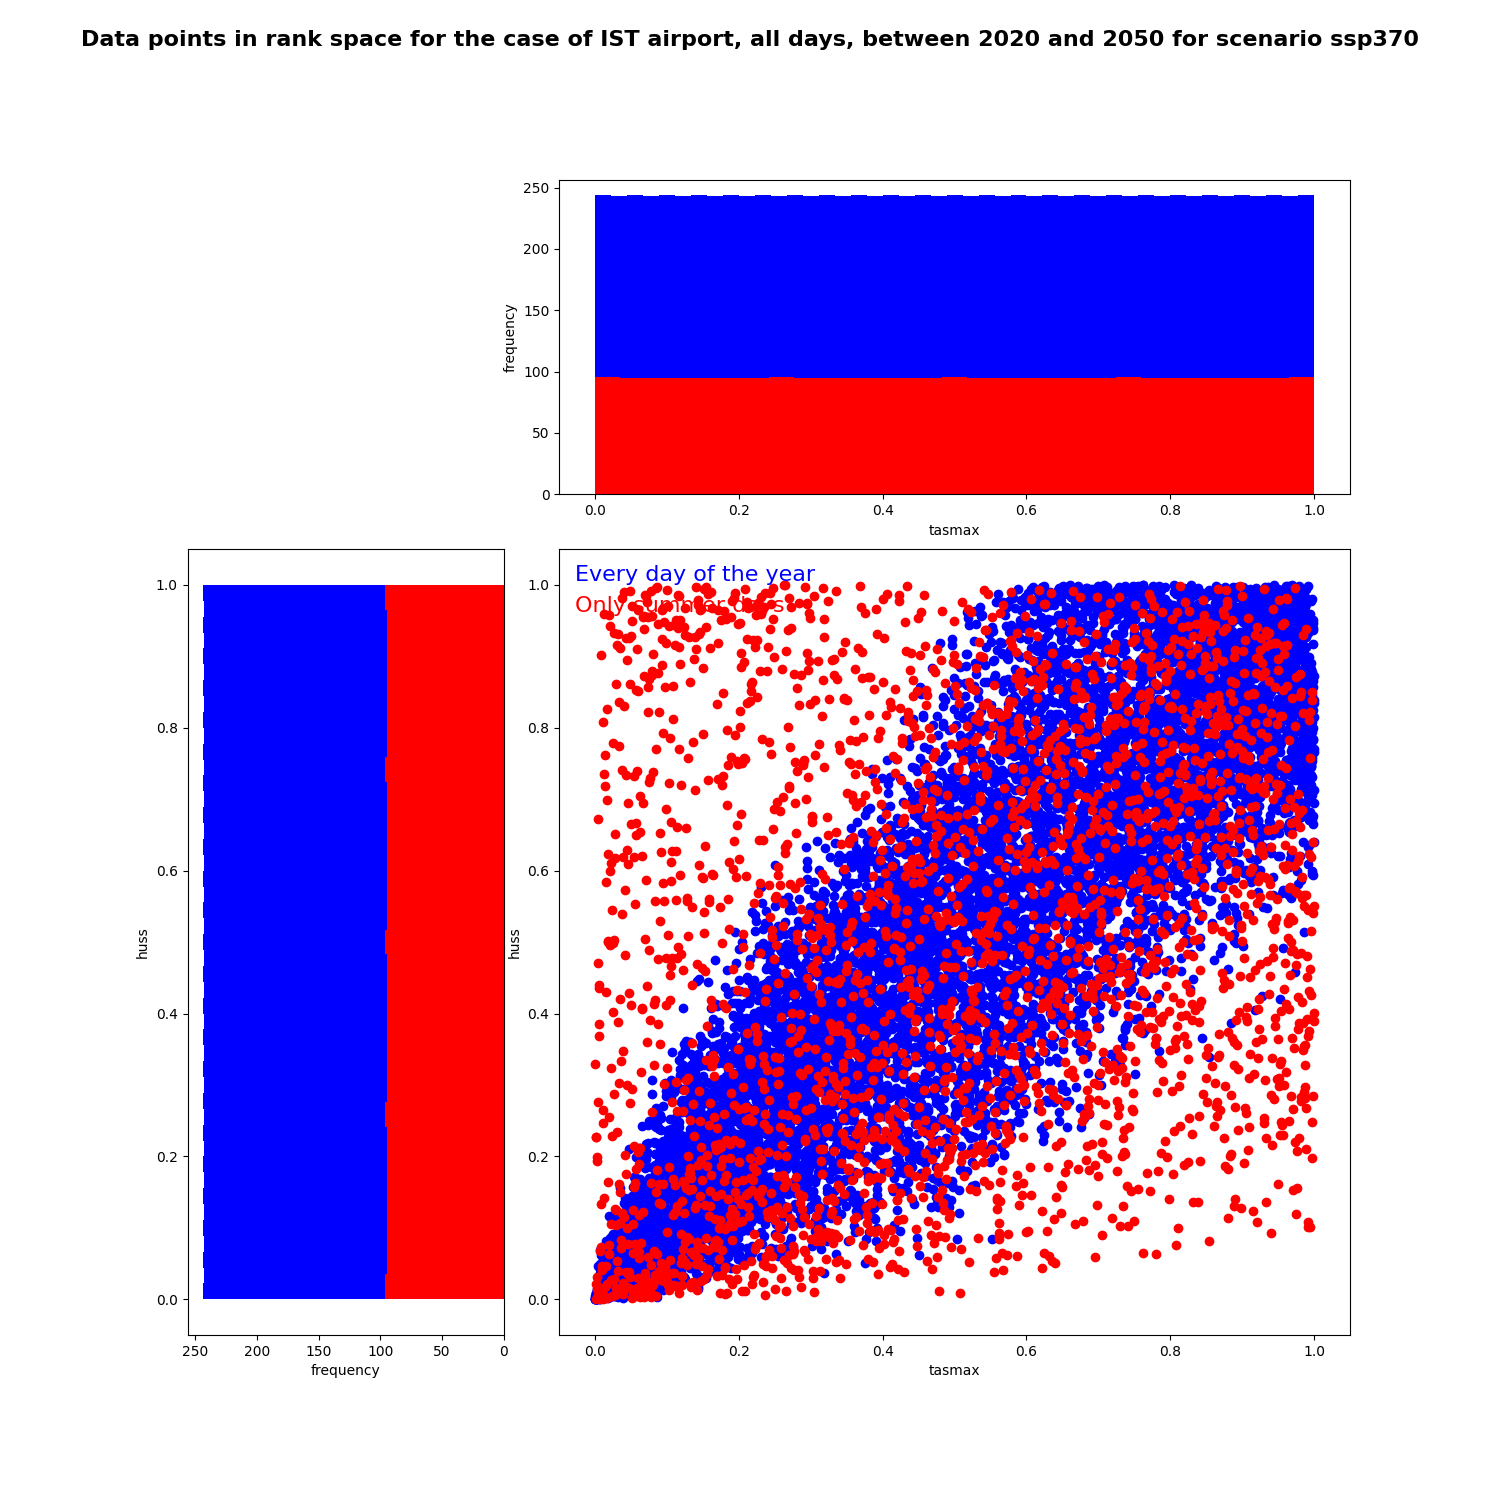 Data points in rank space for the case of IST airport, all days, between 2020 and 2050 for scenario ssp370
250
200
150
100
50
0
frequency
0.0 0.2 0.4 0.6 0.8 1.0
tasmax
1.0
0.8
0.6
0.4
0.2
0.0
huss
250 200 150 100 50 0
frequency
Every day of the year
Only summer days
1.0
0.8
0.6
0.4
0.2
0.0
huss
0.0 0.2 0.4 0.6 0.8 1.0
tasmax